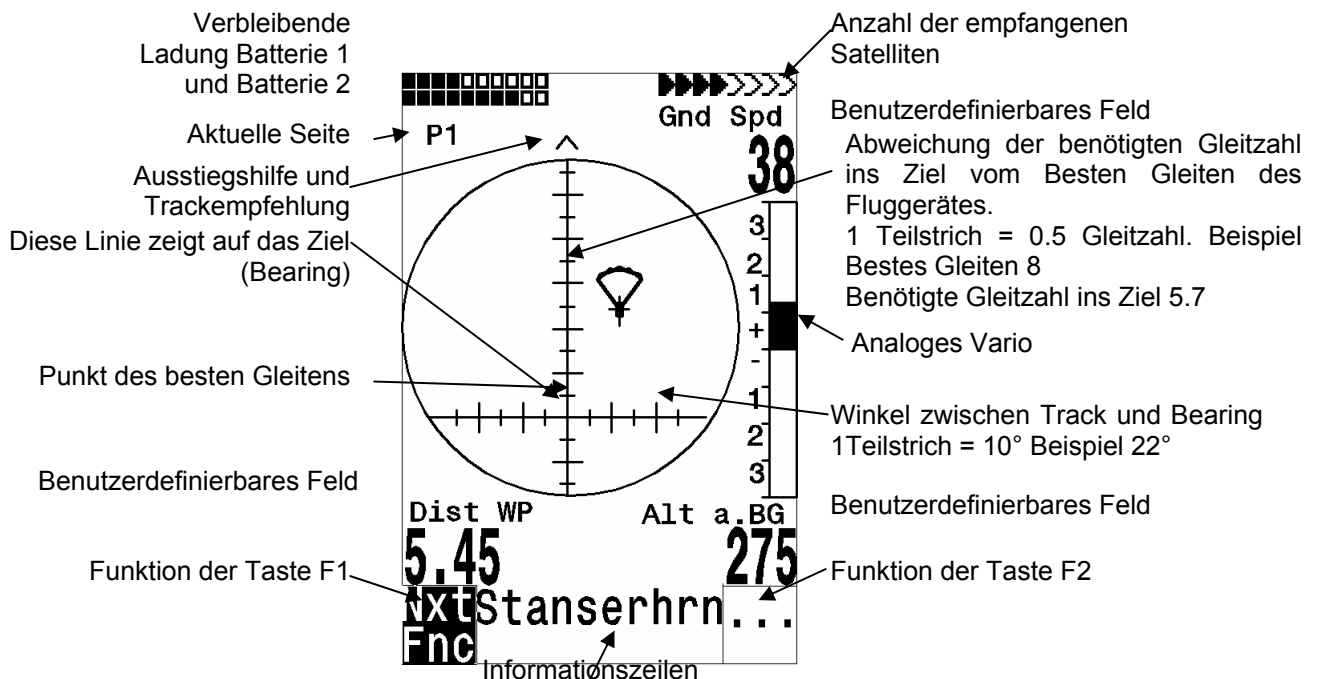 Verbleibende
Ladung Batterie 1
und Batterie 2
Anzahl der empfangenen
Satelliten
Aktuelle Seite
P1
Gnd Spd
38
Benutzerdefinierbares Feld
Abweichung der benötigten Gleitzahl
ins Ziel vom Besten Gleiten des
Fluggerätes.
1 Teilstrich = 0.5 Gleitzahl. Beispiel
Bestes Gleiten 8
Benötigte Gleitzahl ins Ziel 5.7
Ausstiegshilfe und
Trackempfehlung
Diese Linie zeigt auf das Ziel
(Bearing)
3
2
1
+
-
1
2
3
Analoges Vario
Punkt des besten Gleitens
Winkel zwischen Track und Bearing
1Teilstrich = 10° Beispiel 22°
Benutzerdefinierbares Feld
Dist WP
5.45
Alt a.BG
275
Benutzerdefinierbares Feld
Funktion der Taste F1
Nxt
Fnc
Stanserhrn
...
Funktion der Taste F2
Informationszeilen